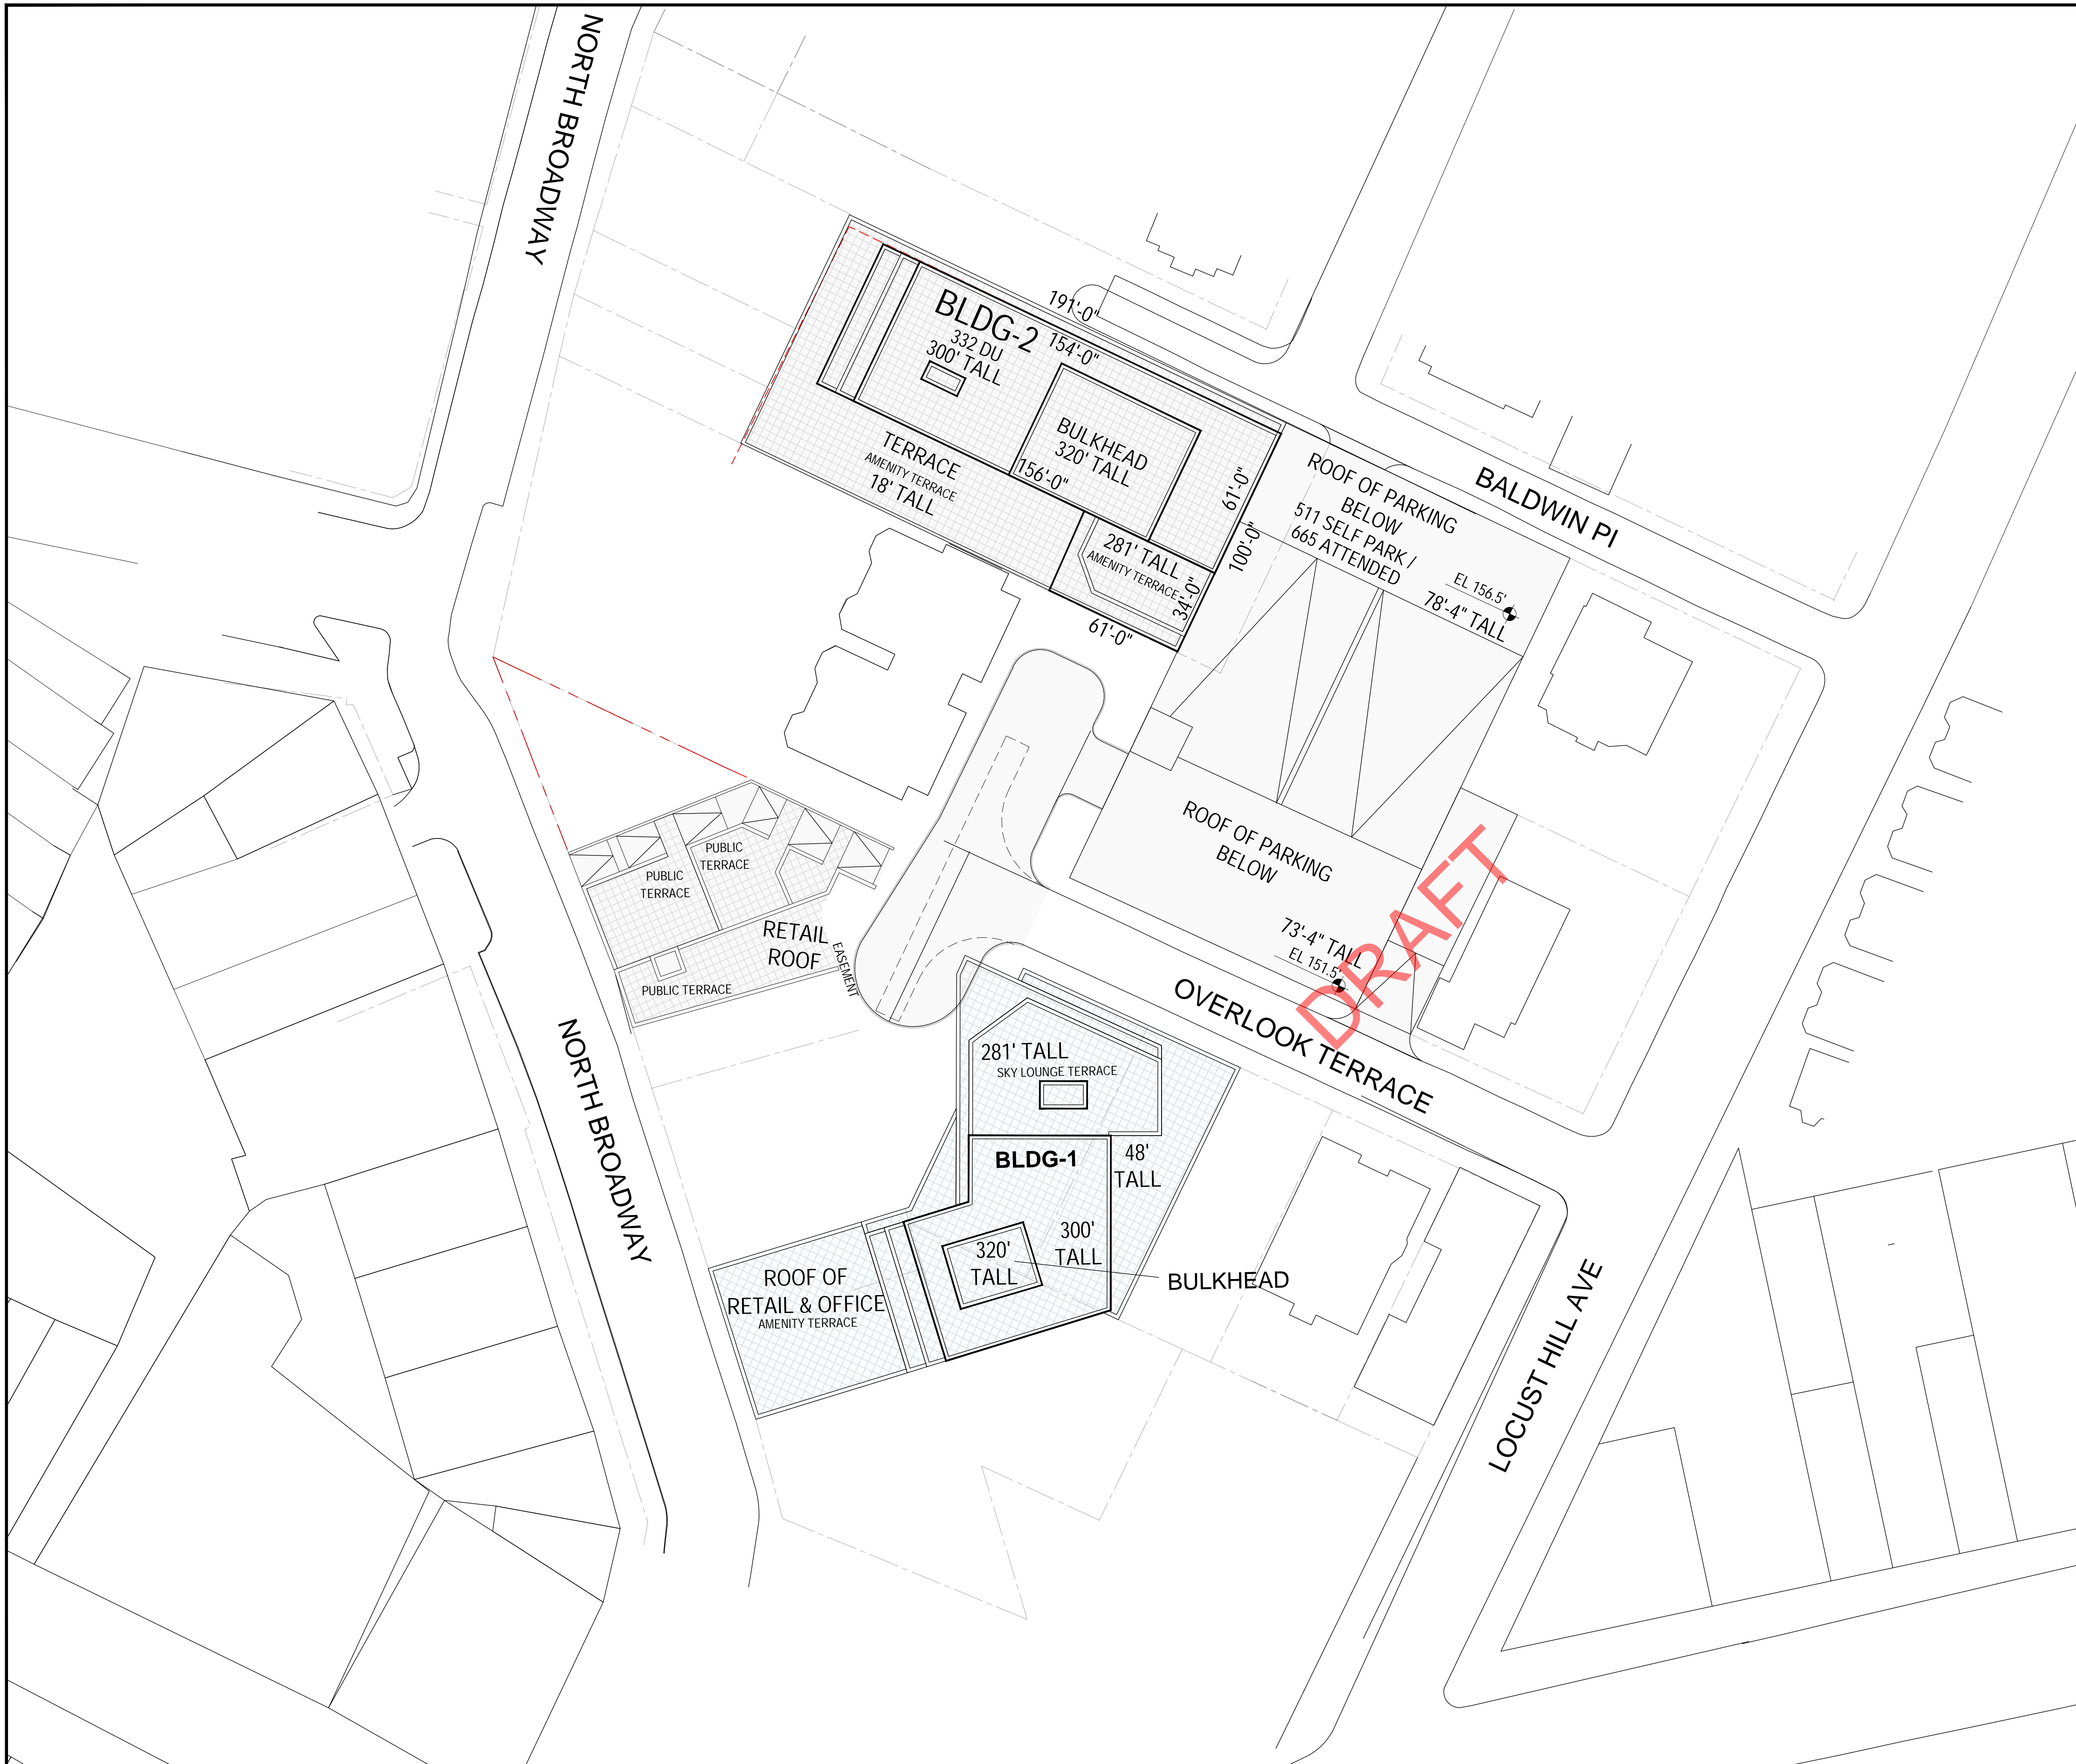 NORTH BROADWAY
191'-0"
BLDG-2
332 DU
300' TALL
154'-0"
BULKHEAD
320' TALL
156'-0"
61'-0"
TERRACE
AMENITY TERRACE
18' TALL
281' TALL
AMENITY TERRACE
100'-0"
34'-0"
61'-0"
ROOF OF PARKING
BELOW
511 SELF PARK /
665 ATTENDED
EL 156.5'
78'-4" TALL
BALDWIN Pl
PUBLIC
TERRACE
PUBLIC
TERRACE
RETAIL
ROOF
EASEMENT
PUBLIC TERRACE
ROOF OF PARKING
BELOW
73'-4" TALL
EL 151.5'
DRAFT
OVERLOOK TERRACE
NORTH BROADWAY
281' TALL
SKY LOUNGE TERRACE
BLDG-1
48'
TALL
300'
TALL
320'
TALL
BULKHEAD
ROOF OF
RETAIL & OFFICE
AMENITY TERRACE
LOCUST HILL AVE